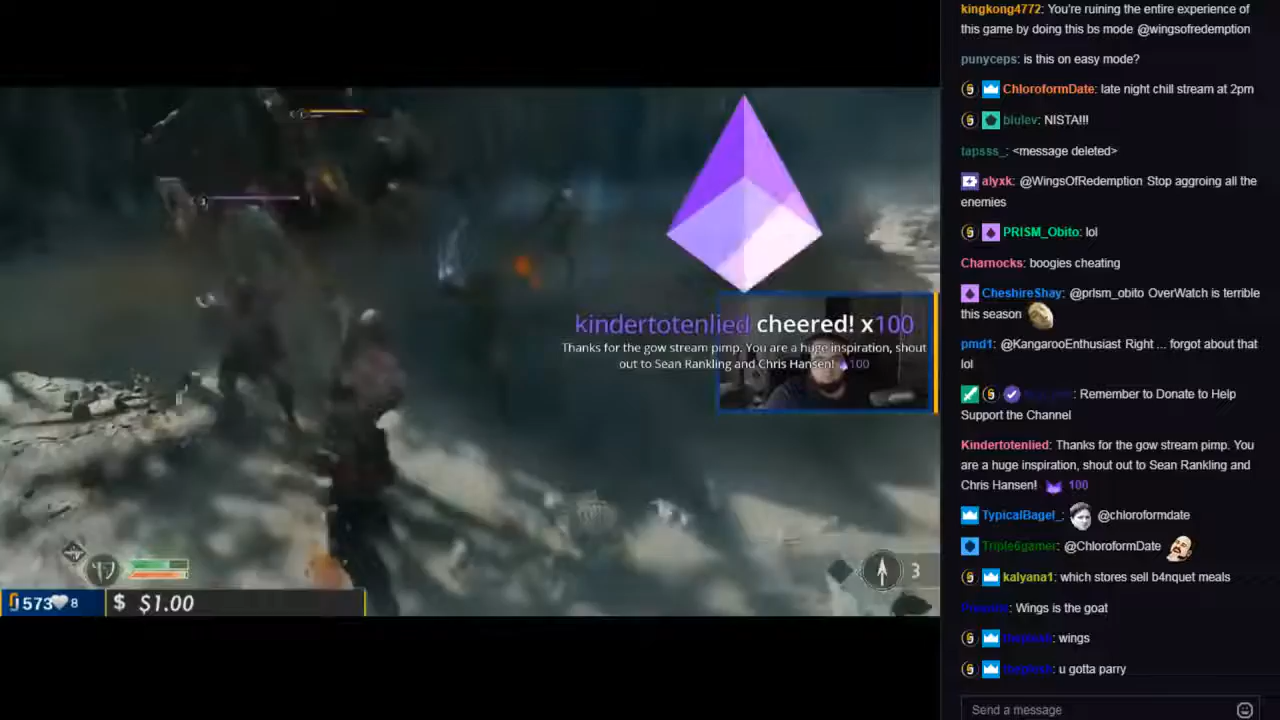 kindertotenlied cheered! x100
Thanks for the gow stream pimp. You are a huge inspiration, shout
out to Sean Rankling and Chris Hansen! 100
3
573 8
$ $1.00
kingkong4772: You're ruining the entire experience of
this game by doing this bs mode @wingsofredemption
punyceps: is this on easy mode?
ChloroformDate: late night chill stream at 2pm
blulev: NISTA!!!
tapsss_: <message deleted>
alyxk: @WingsOfRedemption Stop aggroing all the
enemies
PRISM_Obito: lol
Charnocks: boogies cheating
CheshireShay: @prism_obito OverWatch is terrible
this season
pmd1: @KangarooEnthusiast Right ... forgot about that
lol
: Remember to Donate to Help
Support the Channel
Kindertotenlied: Thanks for the gow stream pimp. You
are a huge inspiration, shout out to Sean Rankling and
Chris Hansen! 100
TypicalBagel_: @chloroformdate
Triple6gamer: @ChloroformDate
kalyana1: which stores sell b4nquet meals
: Wings is the goat
: wings
: u gotta parry
Send a message